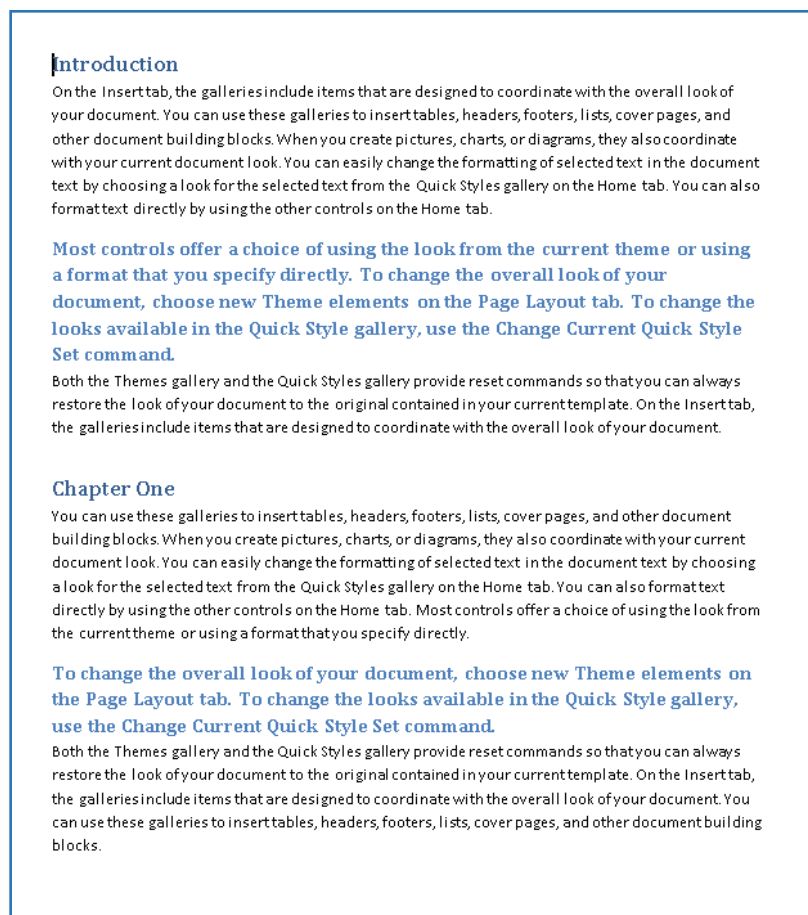 Introduction
On the Insert tab, the galleries include items that are designed to coordinate with the overall look of
your document. You can use these galleries to insert tables, headers, footers, lists, cover pages, and
other document building blocks. When you create pictures, charts, or diagrams, they also coordinate
with your current document look. You can easily change the formatting of selected text in the document
text by choosing a look for the selected text from the Quick Styles gallery on the Home tab. You can also
format text directly by using the other controls on the Home tab.
Most controls offer a choice of using the look from the current theme or using
a format that you specify directly. To change the overall look of your
document, choose new Theme elements on the Page Layout tab. To change the
looks available in the Quick Style gallery, use the Change Current Quick Style
Set command.
Both the Themes gallery and the Quick Styles gallery provide reset commands so that you can always
restore the look of your document to the original contained in your current template. On the Insert tab,
the galleries include items that are designed to coordinate with the overall look of your document.
Chapter One
You can use these galleries to insert tables, headers, footers, lists, cover pages, and other document
building blocks. When you create pictures, charts, or diagrams, they also coordinate with your current
document look. You can easily change the formatting of selected text in the document text by choosing
a look for the selected text from the Quick Styles gallery on the Home tab. You can also format text
directly by using the other controls on the Home tab. Most controls offer a choice of using the look from
the current theme or using a format that you specify directly.
To change the overall look of your document, choose new Theme elements on
the Page Layout tab. To change the looks available in the Quick Style gallery,
use the Change Current Quick Style Set command.
Both the Themes gallery and the Quick Styles gallery provide reset commands so that you can always
restore the look of your document to the original contained in your current template. On the Insert tab,
the galleries include items that are designed to coordinate with the overall look of your document. You
can use these galleries to insert tables, headers, footers, lists, cover pages, and other document building
blocks.